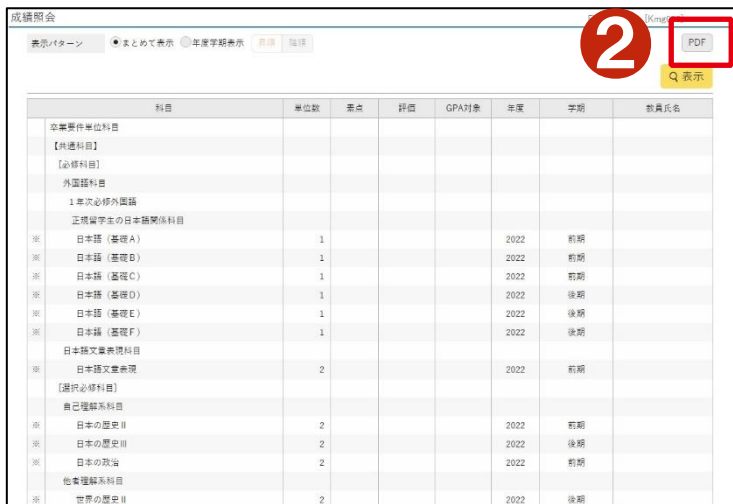 成績照会
表示パターン まとめて表示 年度学期表示 昇順 降順
2
PDF
表示
科目 単位数 素点 評価 GPA対象 年度 学期 教員氏名
卒業要件単位科目
【共通科目】
[必修科目]
外国語科目
1年次必修外国語
正規留学生の日本語関係科目
※ 日本語(基礎A) 1 2022 前期
※ 日本語(基礎B) 1 2022 前期
※ 日本語(基礎C) 1 2022 前期
※ 日本語(基礎D) 1 2022 後期
※ 日本語(基礎E) 1 2022 後期
※ 日本語(基礎F) 1 2022 後期
日本語文章表現科目
※ 日本語文章表現 2 2022 前期
[選択必修科目]
自己理解系科目
※ 日本の歴史II 2 2022 前期
※ 日本の歴史III 2 2022 後期
※ 日本の政治 2 2022 前期
他者理解系科目
※ 世界の歴史II 2 2022 後期